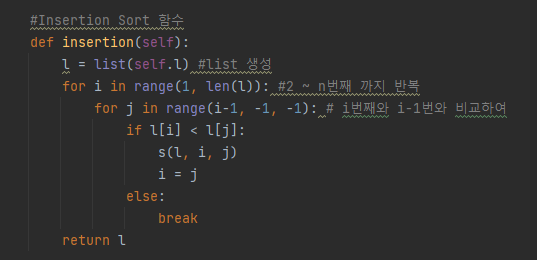 #Insertion Sort 함수
def insertion(self):
l = list(self.l) #list 생성
for i in range(1, len(l)): #2 ~ n번째 까지 반복
for j in range(i-1, -1, -1): # i번째와 i-1번와 비교하여
if l[i] < l[j]:
s(l, i, j)
i = j
else:
break
return l